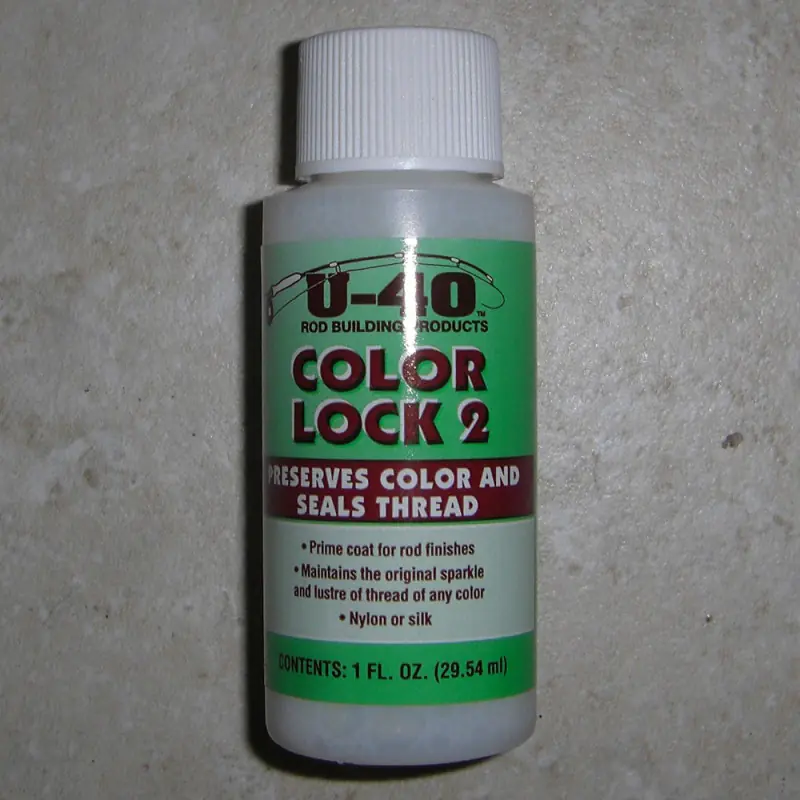 U-40™
ROD BUILDING PRODUCTS
COLOR
LOCK 2
PRESERVES COLOR AND
SEALS THREAD
• Prime coat for rod finishes
• Maintains the original sparkle
and lustre of thread of any color
• Nylon or silk
CONTENTS: 1 FL. OZ. (29.54 ml)